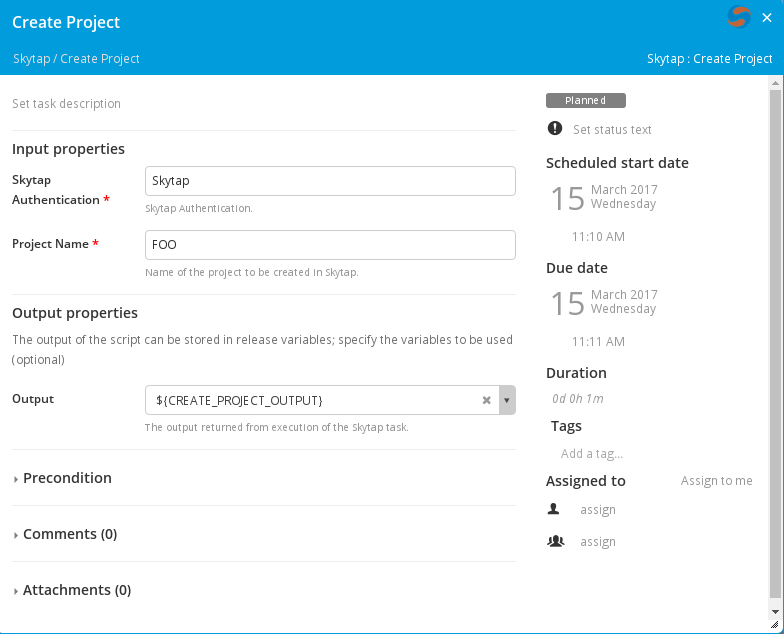 Create Project
Skytap / Create Project
Skytap : Create Project
Set task description
Input properties
Skytap
Authentication *
Skytap
Skytap Authentication.
Project Name *
FOO
Name of the project to be created in Skytap.
Output properties
The output of the script can be stored in release variables; specify the variables to be used
(optional)
Output
${CREATE_PROJECT_OUTPUT}
The output returned from execution of the Skytap task.
Precondition
Comments (0)
Attachments (0)
Planned
Set status text
Scheduled start date
15 March 2017
Wednesday
11:10 AM
Due date
15 March 2017
Wednesday
11:11 AM
Duration
0d 0h 1m
Tags
Add a tag...
Assigned to
Assign to me
assign
assign